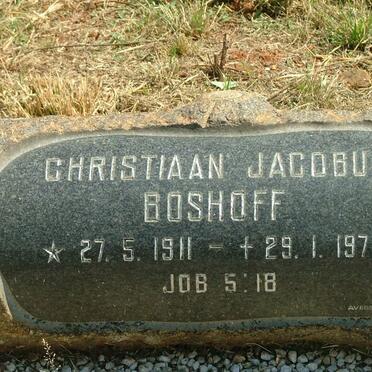 CHRISTIAAN JACOBU
BOSHOFF
★ 27.5.1911 - ✝ 29.1.197
JOB 5:18